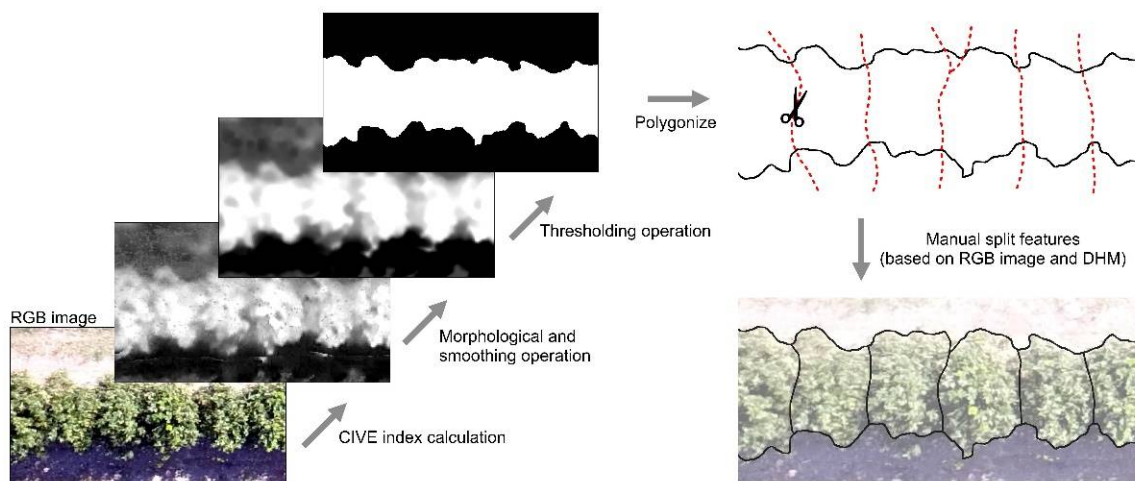 RGB image
CIVE index calculation
Morphological and
smoothing operation
Thresholding operation
Polygonize
Manual split features
(based on RGB image and DHM)